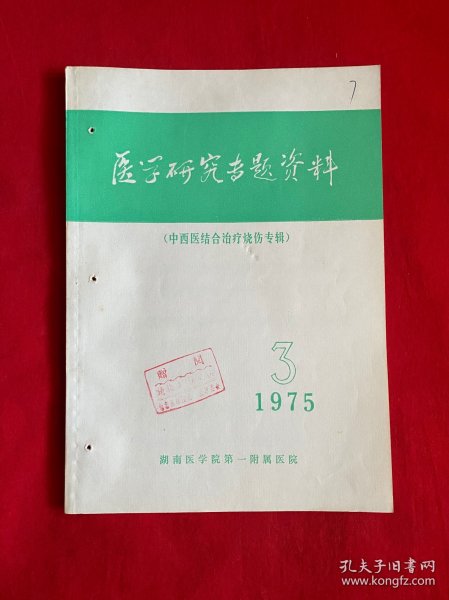 7
医学研究专题资料
（中西医结合治疗烧伤专辑）
赠阅
3
1975
湖南医学院第一附属医院
孔夫子旧书网
www.kongfz.com